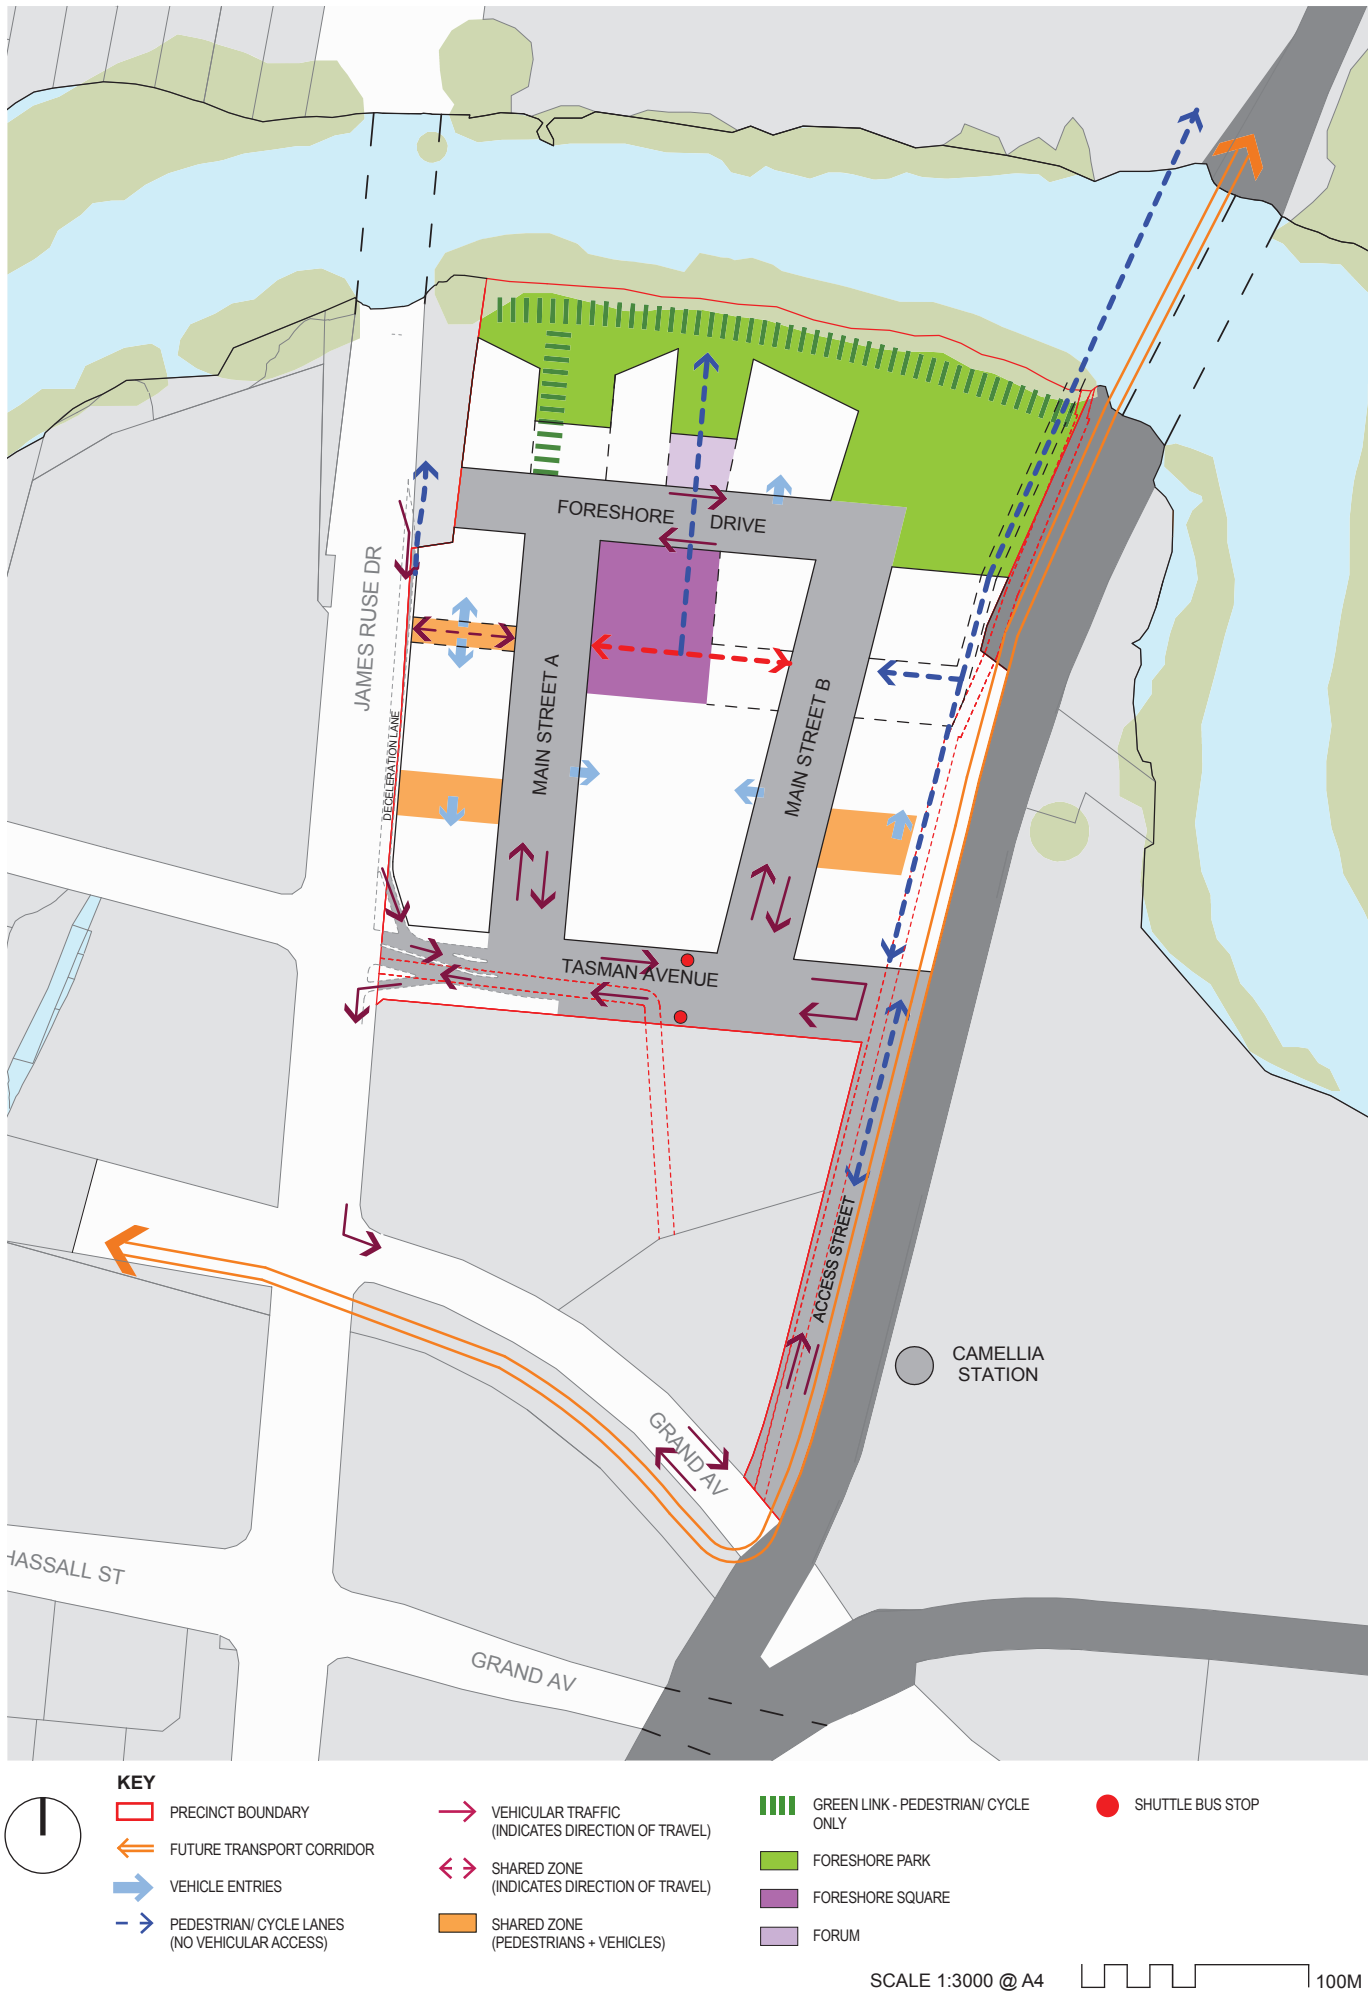 FORESHORE DRIVE
JAMES RUSE DR
MAIN STREET A
MAIN STREET B
DECELERATION LANE
TASMAN AVENUE
ACCESS STREET
CAMELLIA
STATION
GRAND AV
HASSALL ST
GRAND AV
KEY
PRECINCT BOUNDARY
FUTURE TRANSPORT CORRIDOR
VEHICLE ENTRIES
PEDESTRIAN/ CYCLE LANES
(NO VEHICULAR ACCESS)
VEHICULAR TRAFFIC
(INDICATES DIRECTION OF TRAVEL)
SHARED ZONE
(INDICATES DIRECTION OF TRAVEL)
SHARED ZONE
(PEDESTRIANS + VEHICLES)
GREEN LINK - PEDESTRIAN/ CYCLE
ONLY
FORESHORE PARK
FORESHORE SQUARE
FORUM
SHUTTLE BUS STOP
SCALE 1:3000 @ A4
100M